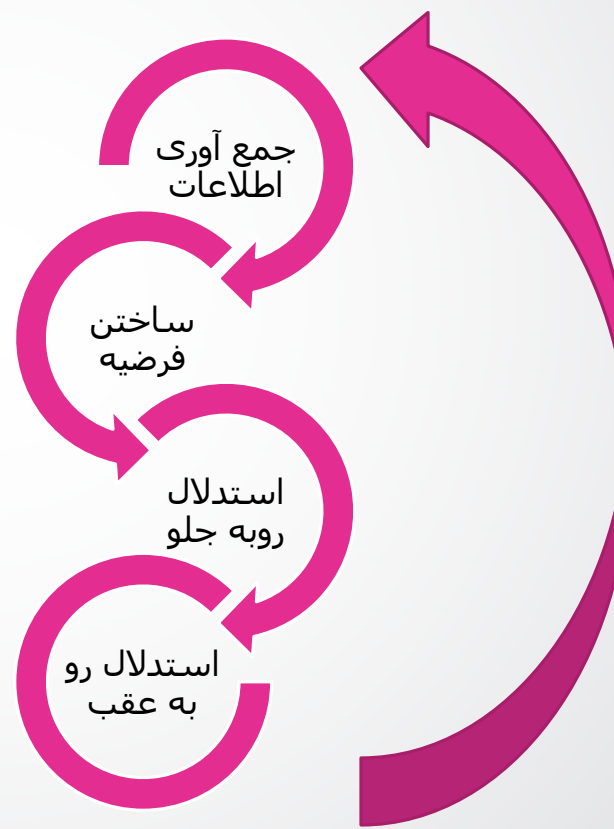 جمع آوری
اطلاعات
ساختن
فرضیه
استدلال
روبه جلو
استدلال رو
به عقب